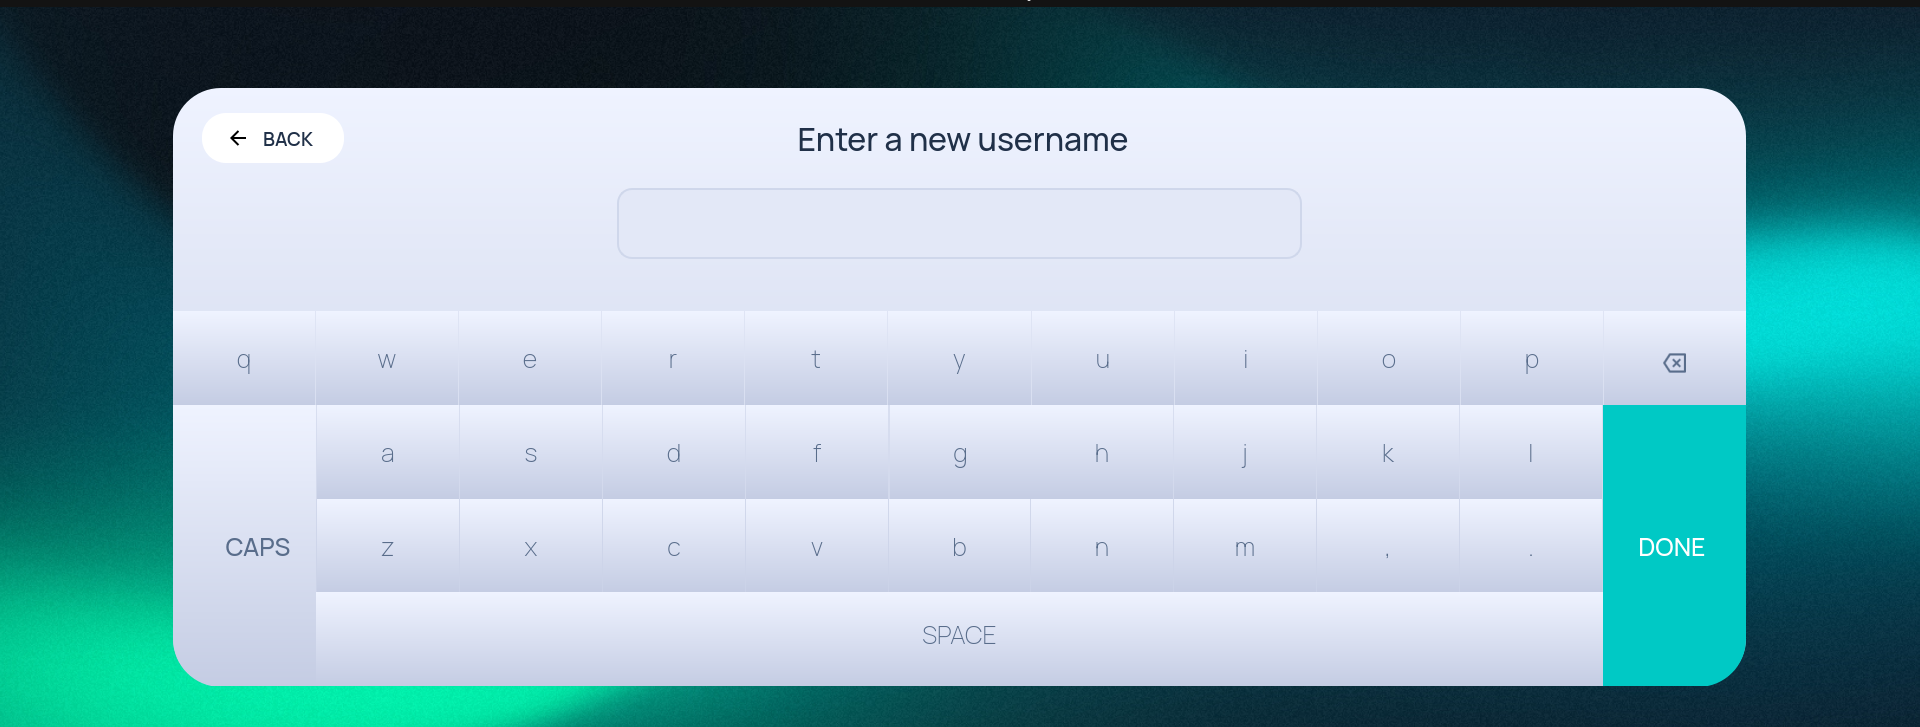 BACK
Enter a new username
q w e r t y u i o p
a s d f g h j k l
CAPS z x c v b n m , . DONE
SPACE